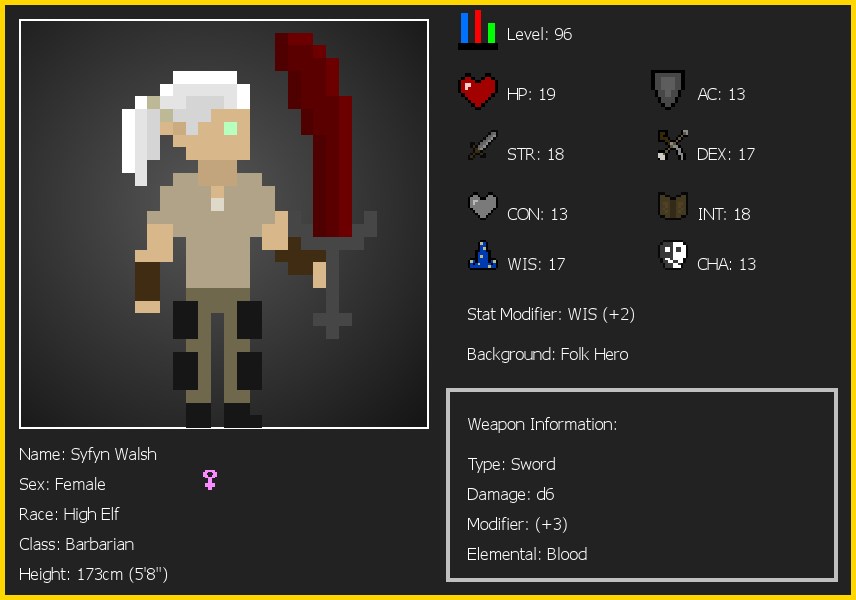 Level: 96
HP: 19
AC: 13
STR: 18
DEX: 17
CON: 13
INT: 18
WIS: 17
CHA: 13
Stat Modifier: WIS (+2)
Background: Folk Hero
Weapon Information:
Type: Sword
Damage: d6
Modifier: (+3)
Elemental: Blood
Name: Syfyn Walsh
Sex: Female
Race: High Elf
Class: Barbarian
Height: 173cm (5'8")